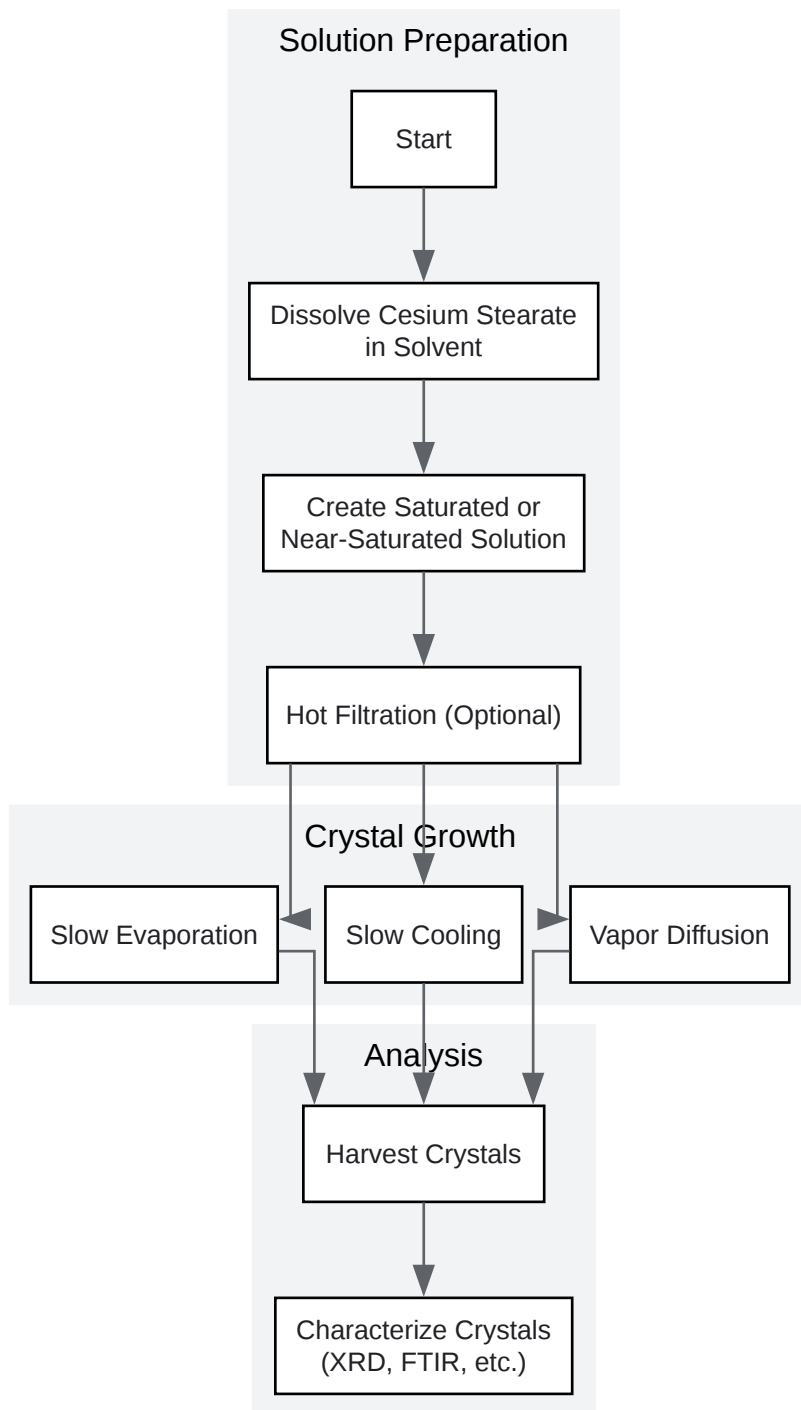 Solution Preparation
Start
Dissolve Cesium Stearate
in Solvent
Create Saturated or
Near-Saturated Solution
Hot Filtration (Optional)
Crystal Growth
Slow Evaporation
Slow Cooling
Vapor Diffusion
Analysis
Harvest Crystals
Characterize Crystals
(XRD, FTIR, etc.)